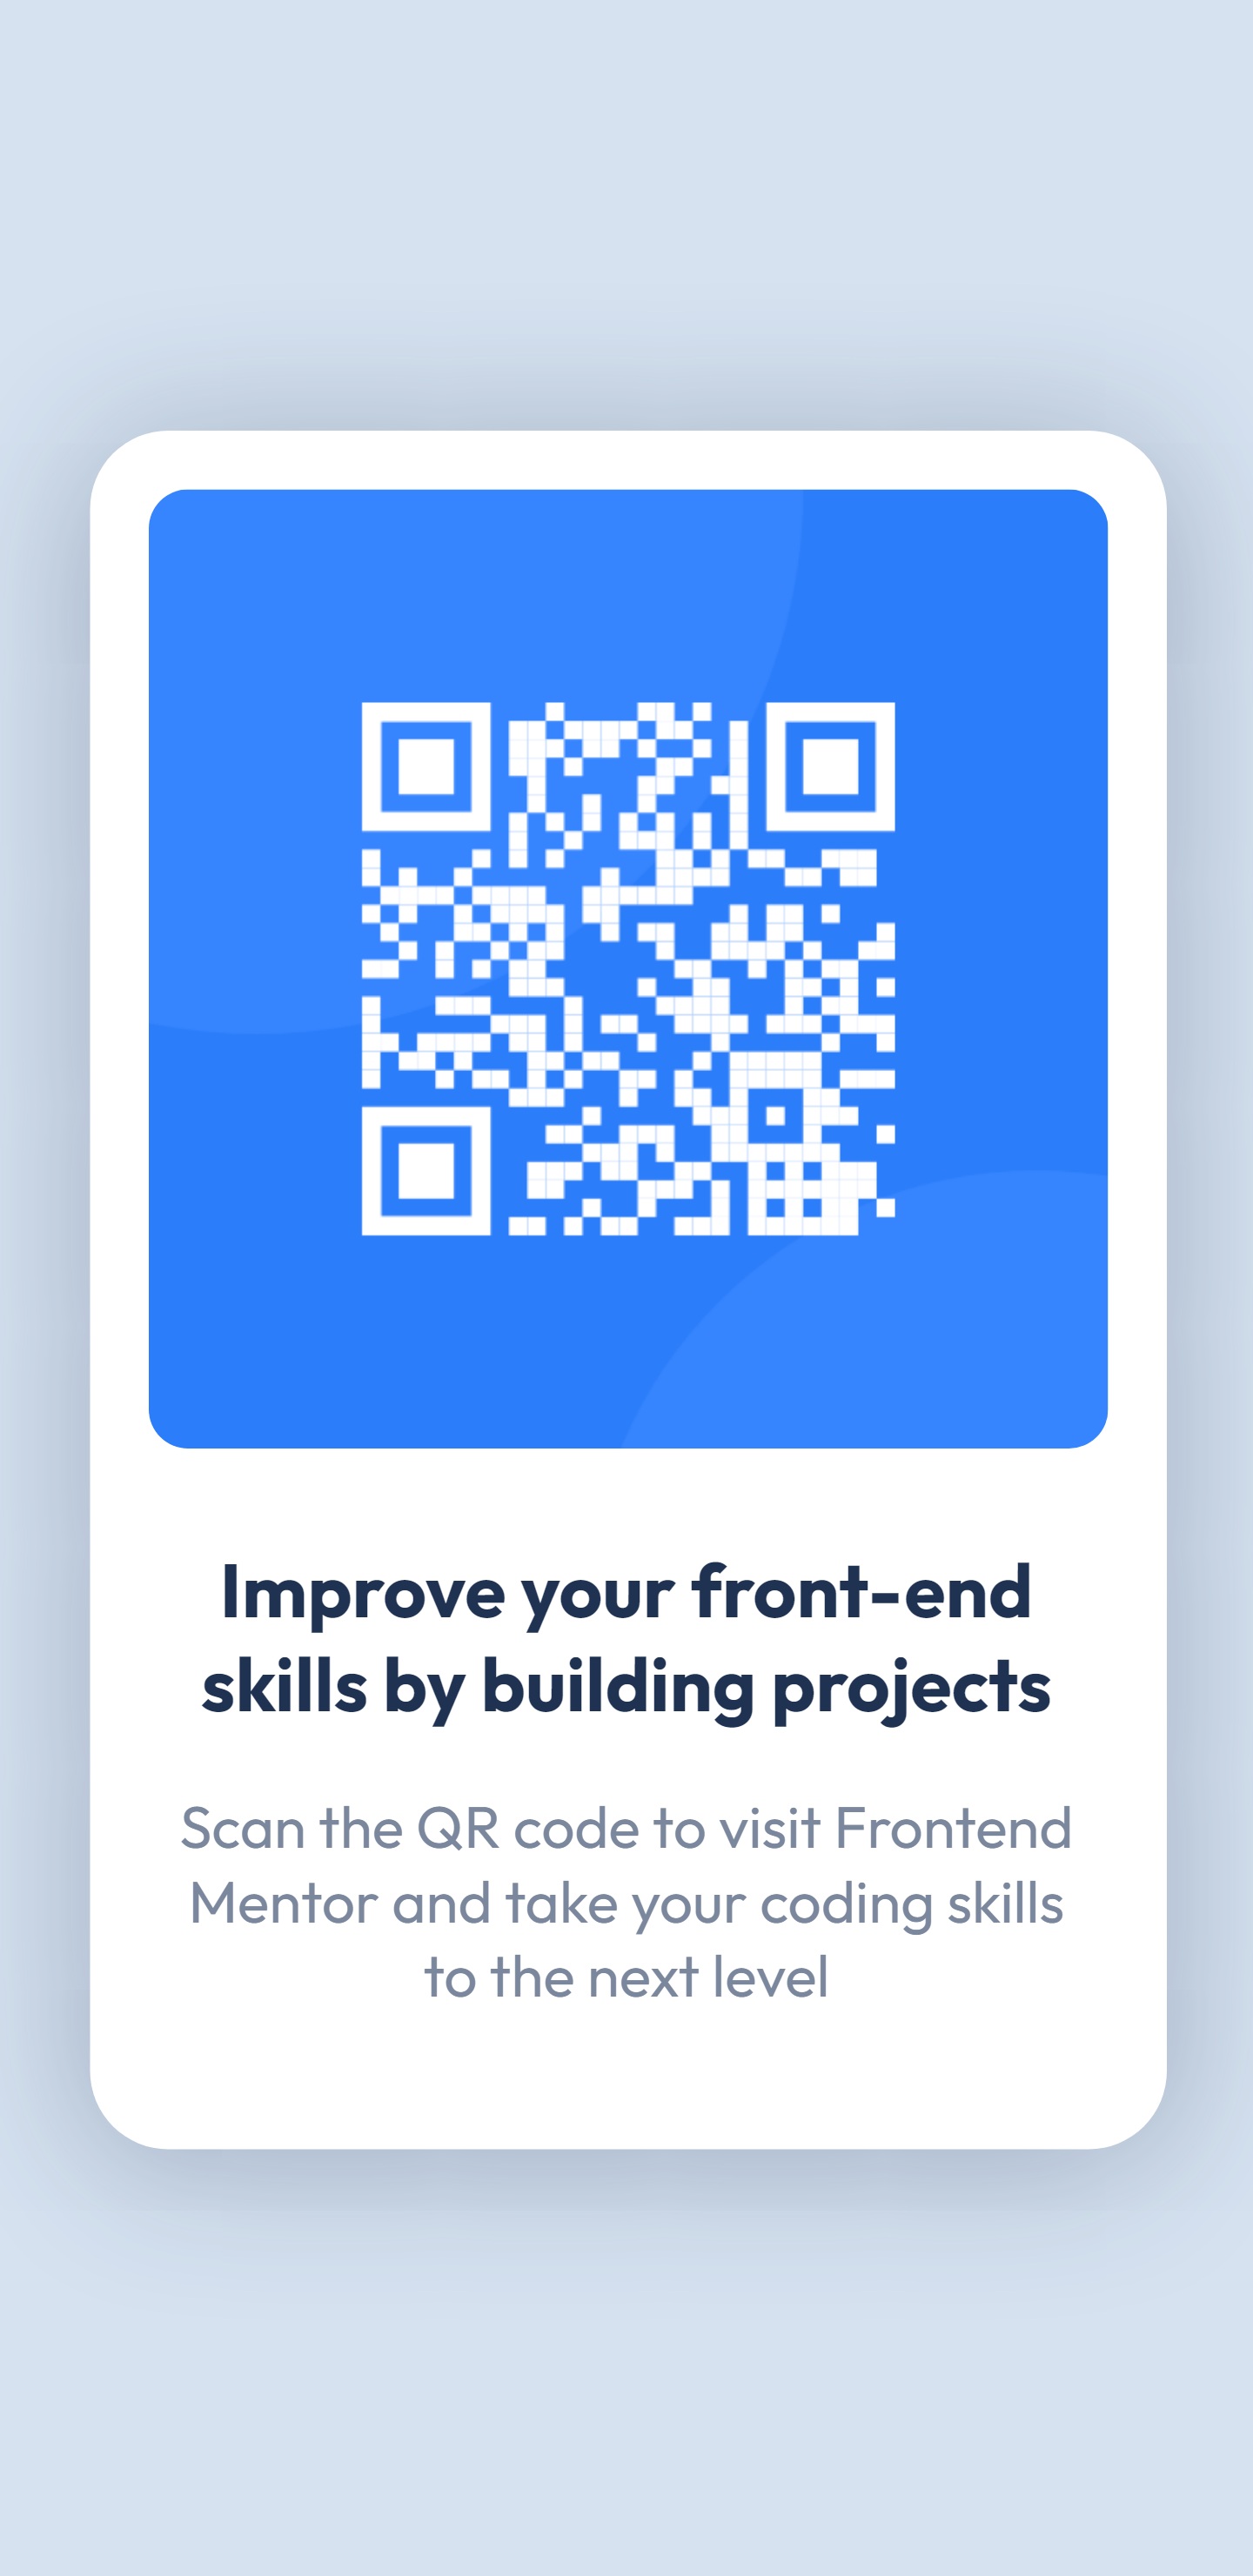 Improve your front-end
skills by building projects
Scan the QR code to visit Frontend
Mentor and take your coding skills
to the next level